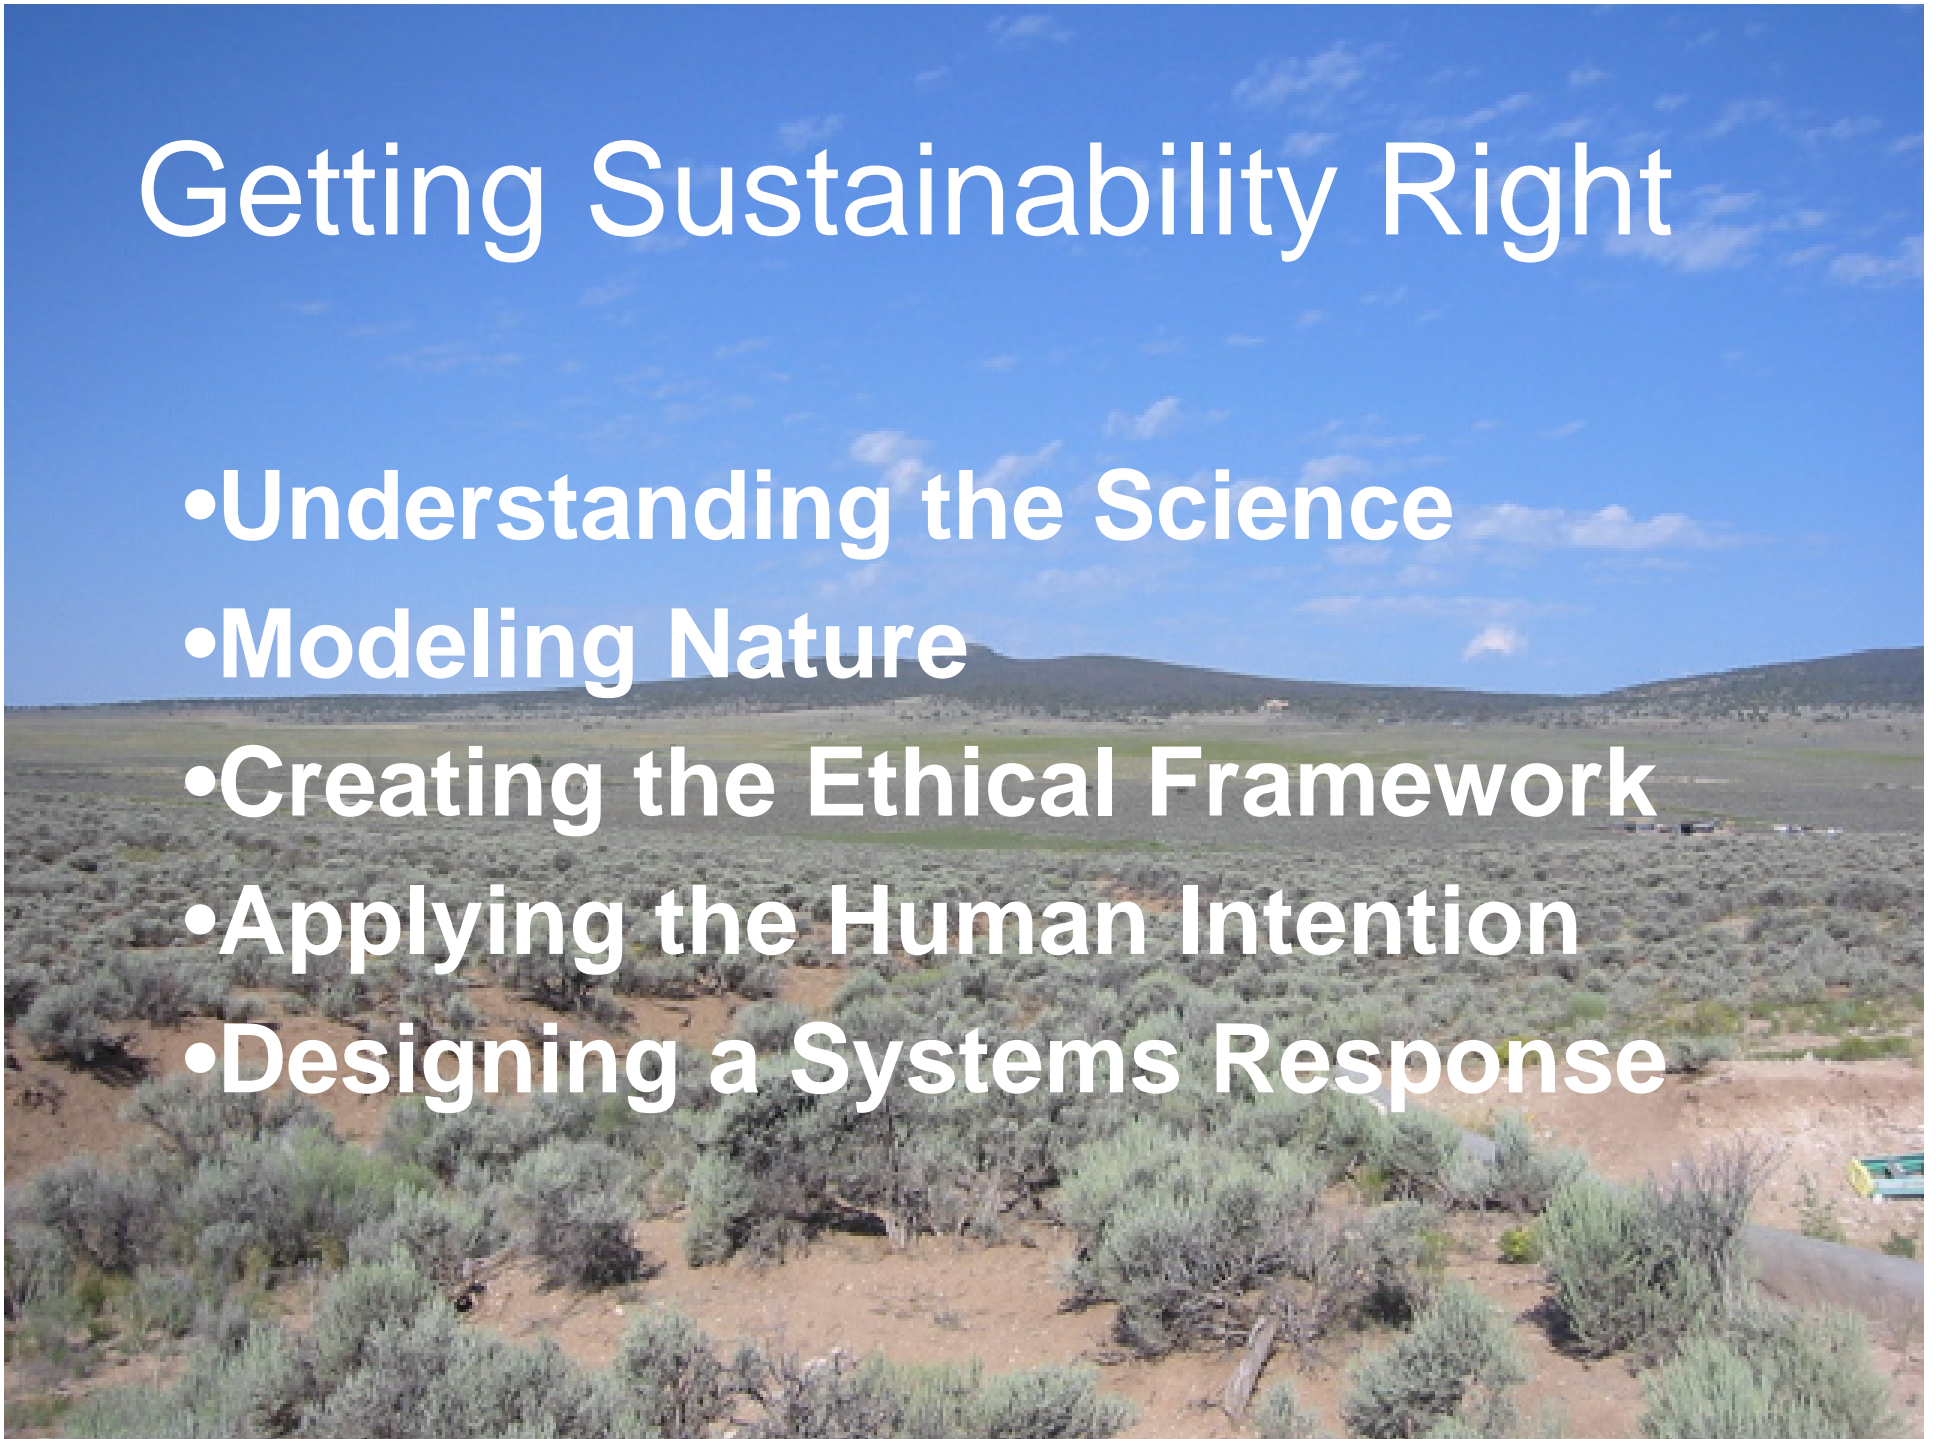 Getting Sustainability Right
•Understanding the Science
•Modeling Nature
•Creating the Ethical Framework
•Applying the Human Intention
•Designing a Systems Response